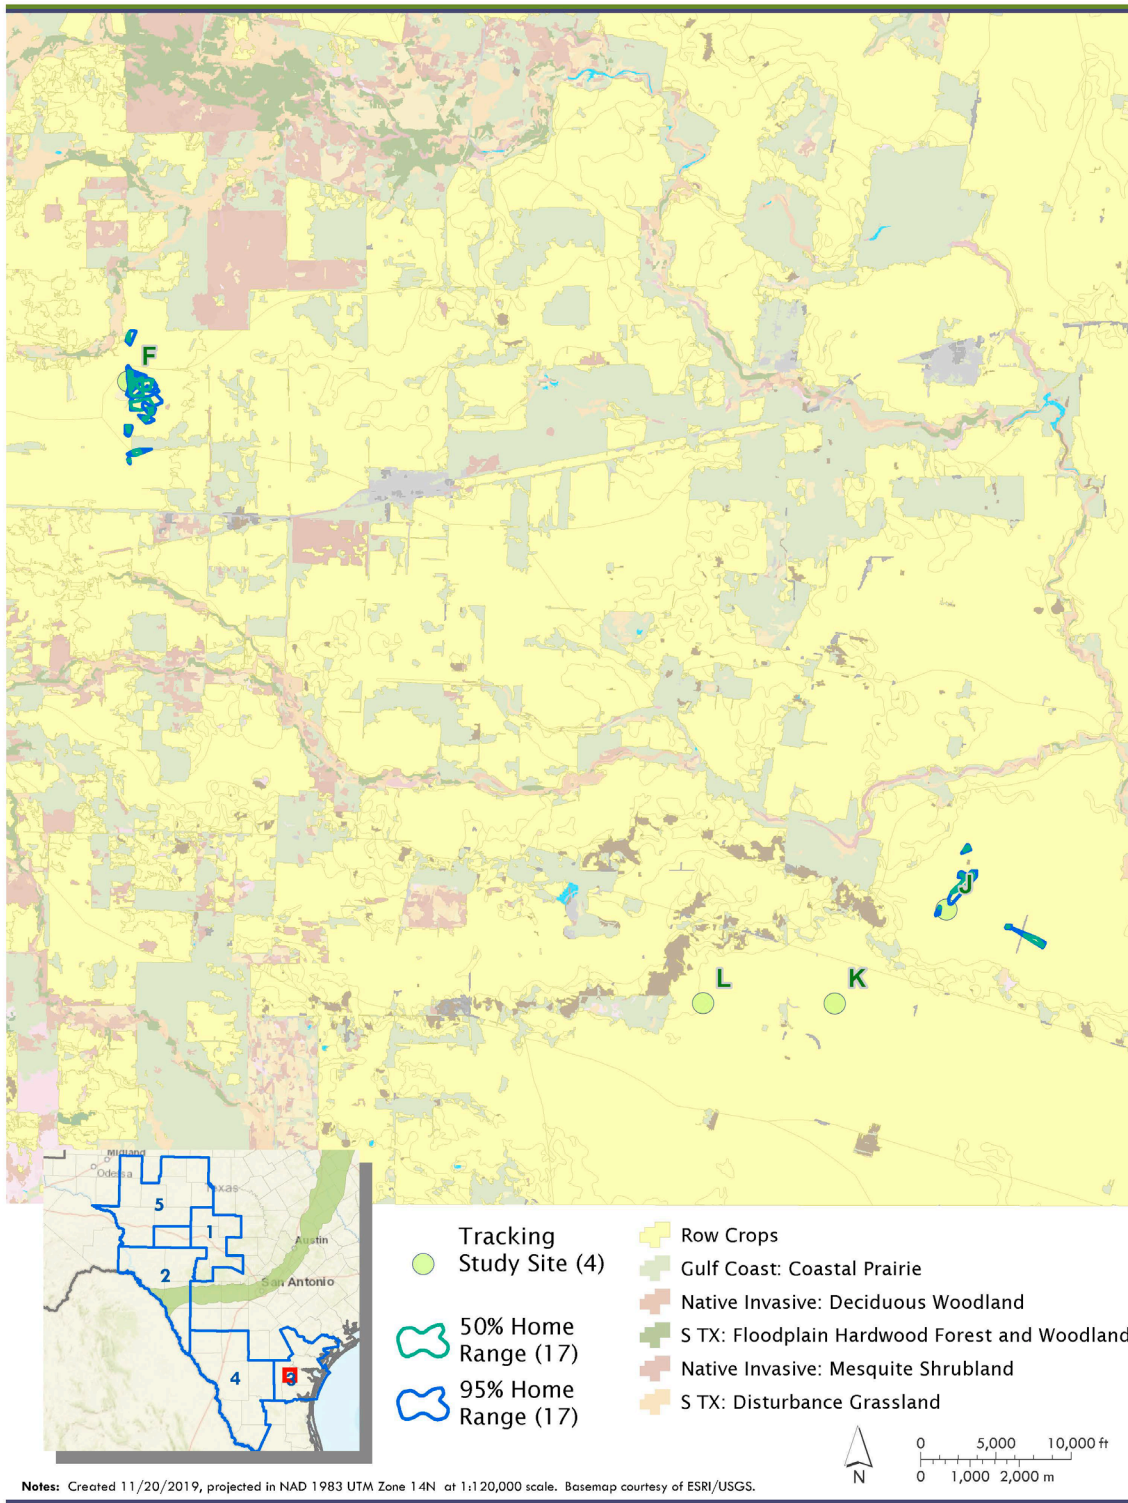 F
J
L
K
Midland
Odessa
Texas
5
1
Austin
2
San Antonio
4
3
Tracking
Study Site (4)
50% Home
Range (17)
95% Home
Range (17)
Row Crops
Gulf Coast: Coastal Prairie
Native Invasive: Deciduous Woodland
S TX: Floodplain Hardwood Forest and Woodland
Native Invasive: Mesquite Shrubland
S TX: Disturbance Grassland
N
0 5,000 10,000 ft
0 1,000 2,000 m
Notes: Created 11/20/2019, projected in NAD 1983 UTM Zone 14N at 1:120,000 scale. Basemap courtesy of ESRI/USGS.